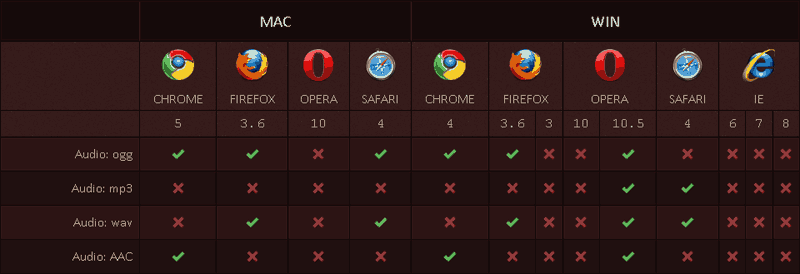 MAC WIN
CHROME FIREFOX OPERA SAFARI CHROME FIREFOX OPERA SAFARI IE
5 3.6 10 4 4 3.6 3 10 10.5 4 6 7 8
Audio: ogg
Audio: mp3
Audio: wav
Audio: AAC